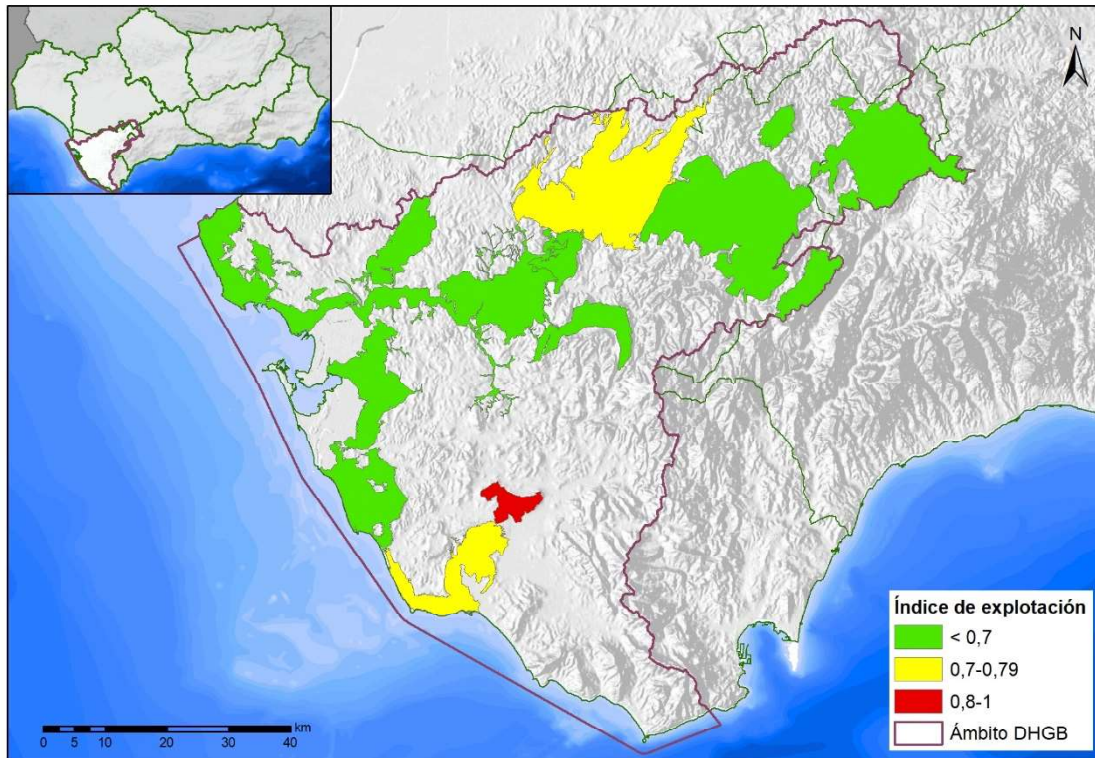 N
Índice de explotación
< 0,7
0,7-0,79
0,8-1
Ámbito DHGB
km
0 5 10 20 30 40